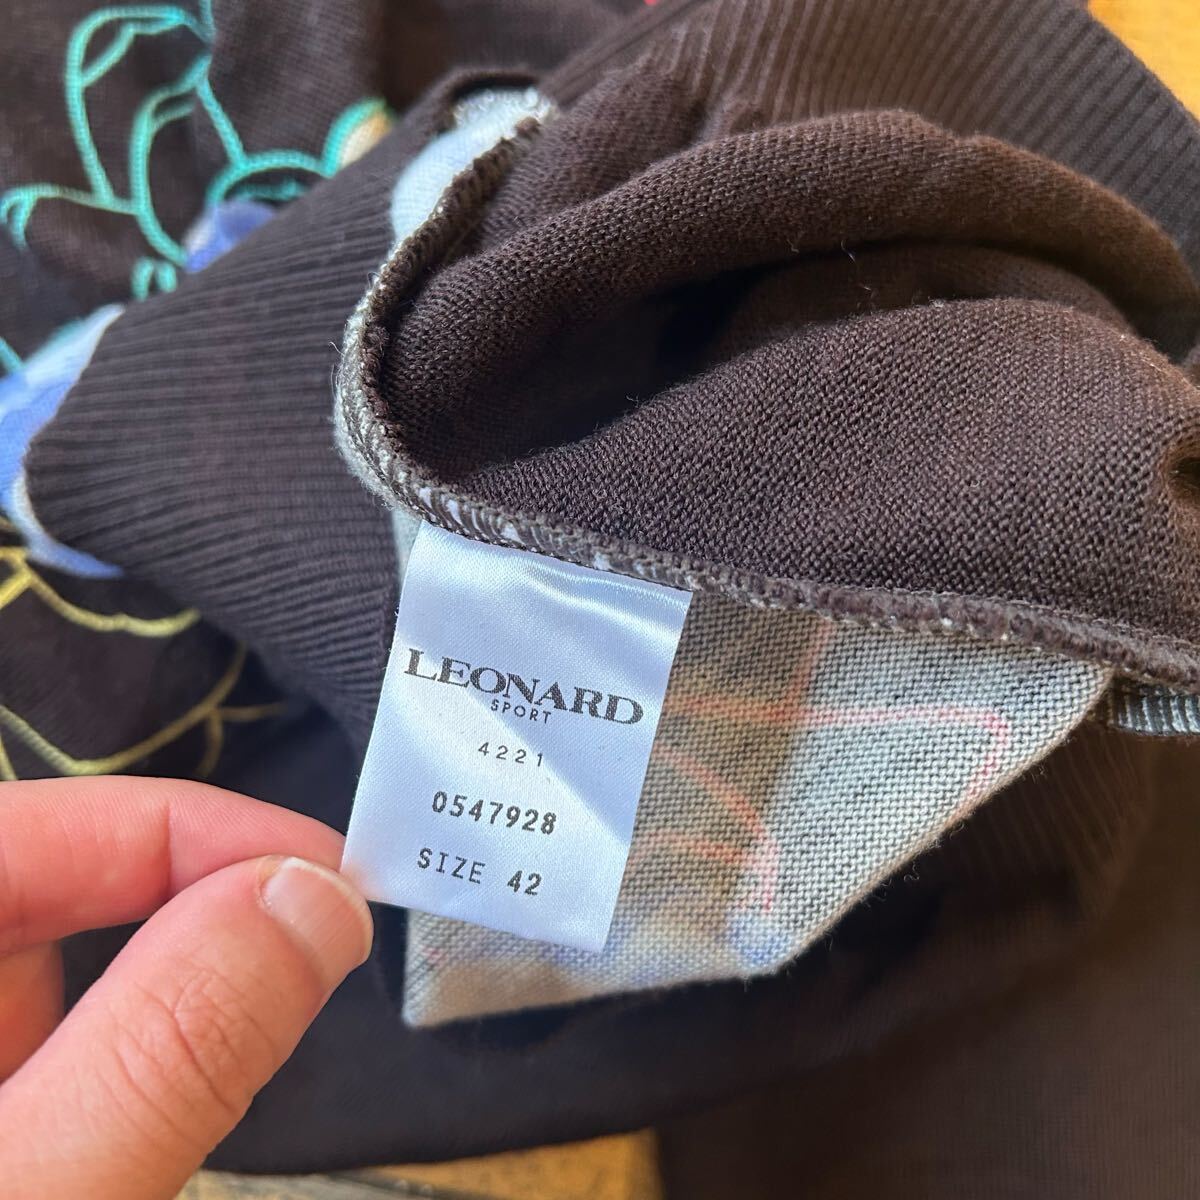 LEONARD
SPORT
4221
0547928
SIZE 42